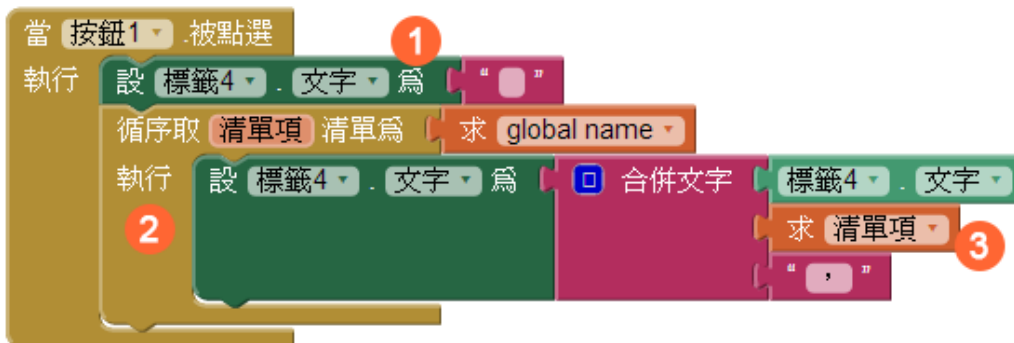 當 按鈕1 .被點選
1
執行 設 標籤4 . 文字 為 “ ”
循序取 清單項 清單為 求 global name
執行 設 標籤4 . 文字 為 合併文字 標籤4 . 文字
2
求 清單項
3
“ , ”